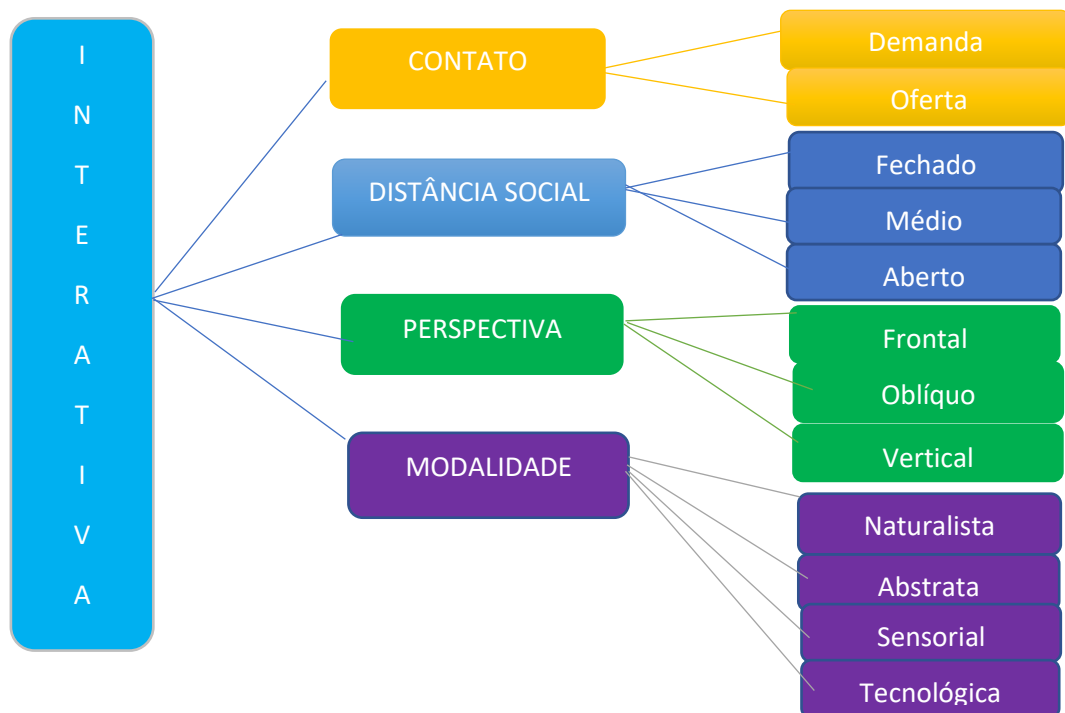 I
N
T
E
R
A
T
I
V
A
CONTATO
Demanda
Oferta
DISTÂNCIA SOCIAL
Fechado
Médio
Aberto
PERSPECTIVA
Frontal
Oblíquo
Vertical
MODALIDADE
Naturalista
Abstrata
Sensorial
Tecnológica